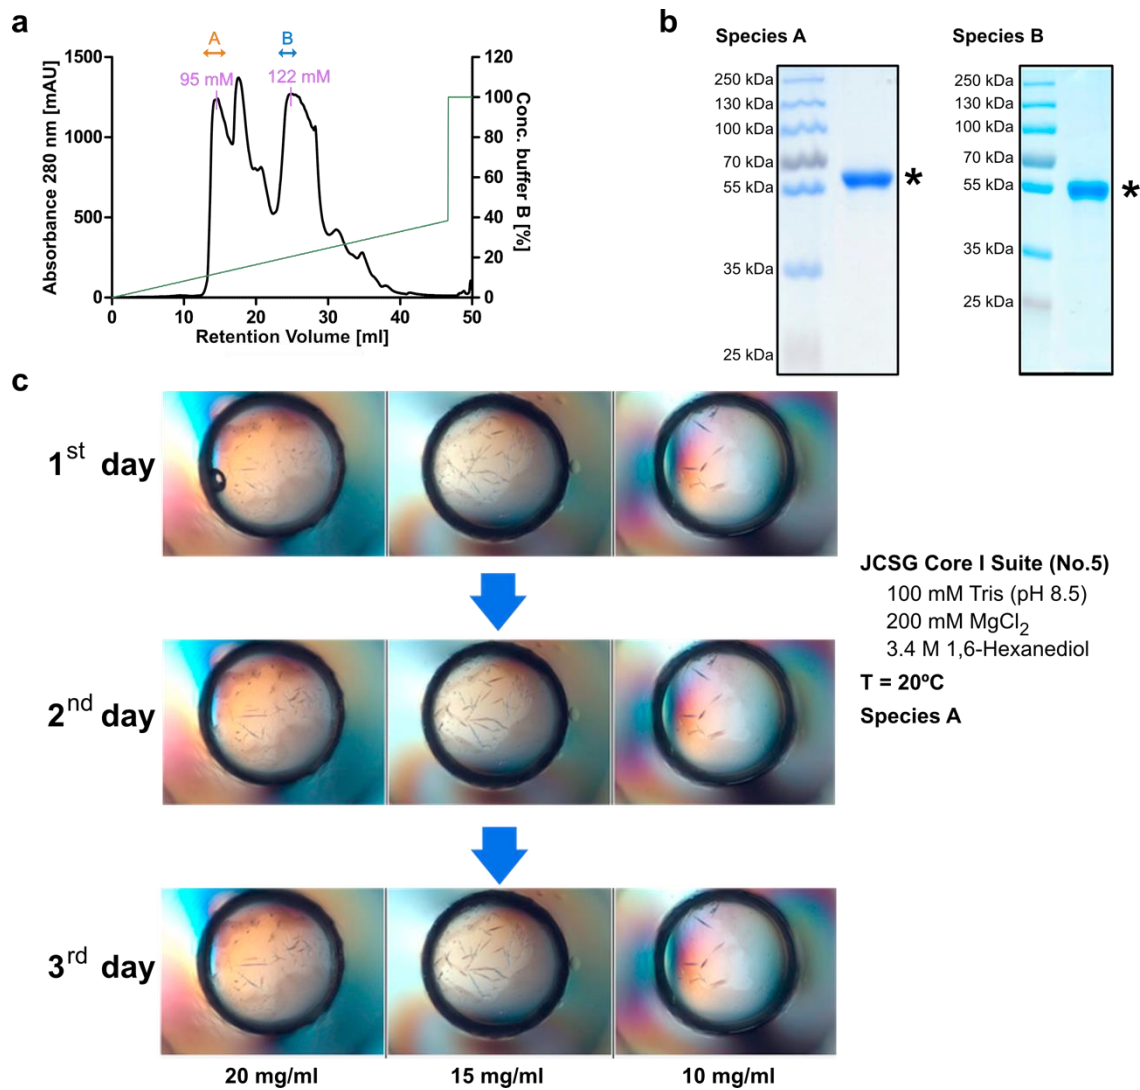 a
A
B
95 mM
122 mM
1500
1000
500
0
Absorbance 280 nm [mAU]
120
100
80
60
40
20
0
Conc. buffer B [%]
0
10
20
30
40
50
Retention Volume [ml]
b
Species A
250 kDa
130 kDa
100 kDa
70 kDa
55 kDa
35 kDa
25 kDa
*
Species B
250 kDa
130 kDa
100 kDa
70 kDa
55 kDa
35 kDa
25 kDa
*
c
1st day
2nd day
3rd day
20 mg/ml
15 mg/ml
10 mg/ml
JCSG Core I Suite (No.5)
100 mM Tris (pH 8.5)
200 mM MgCl2
3.4 M 1,6-Hexanediol
T = 20ºC
Species A